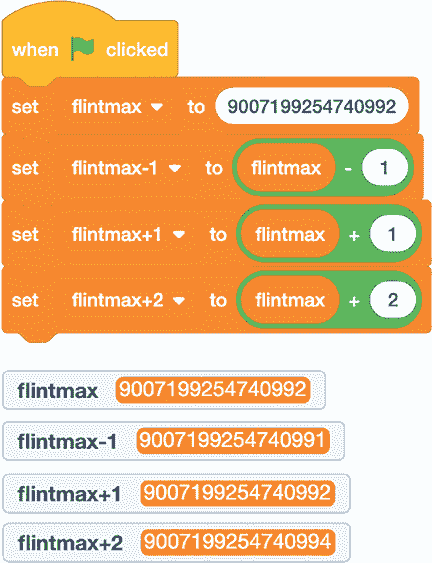 when clicked
set flintmax to 9007199254740992
set flintmax-1 to flintmax - 1
set flintmax+1 to flintmax + 1
set flintmax+2 to flintmax + 2
flintmax 9007199254740992
flintmax-1 9007199254740991
flintmax+1 9007199254740992
flintmax+2 9007199254740994